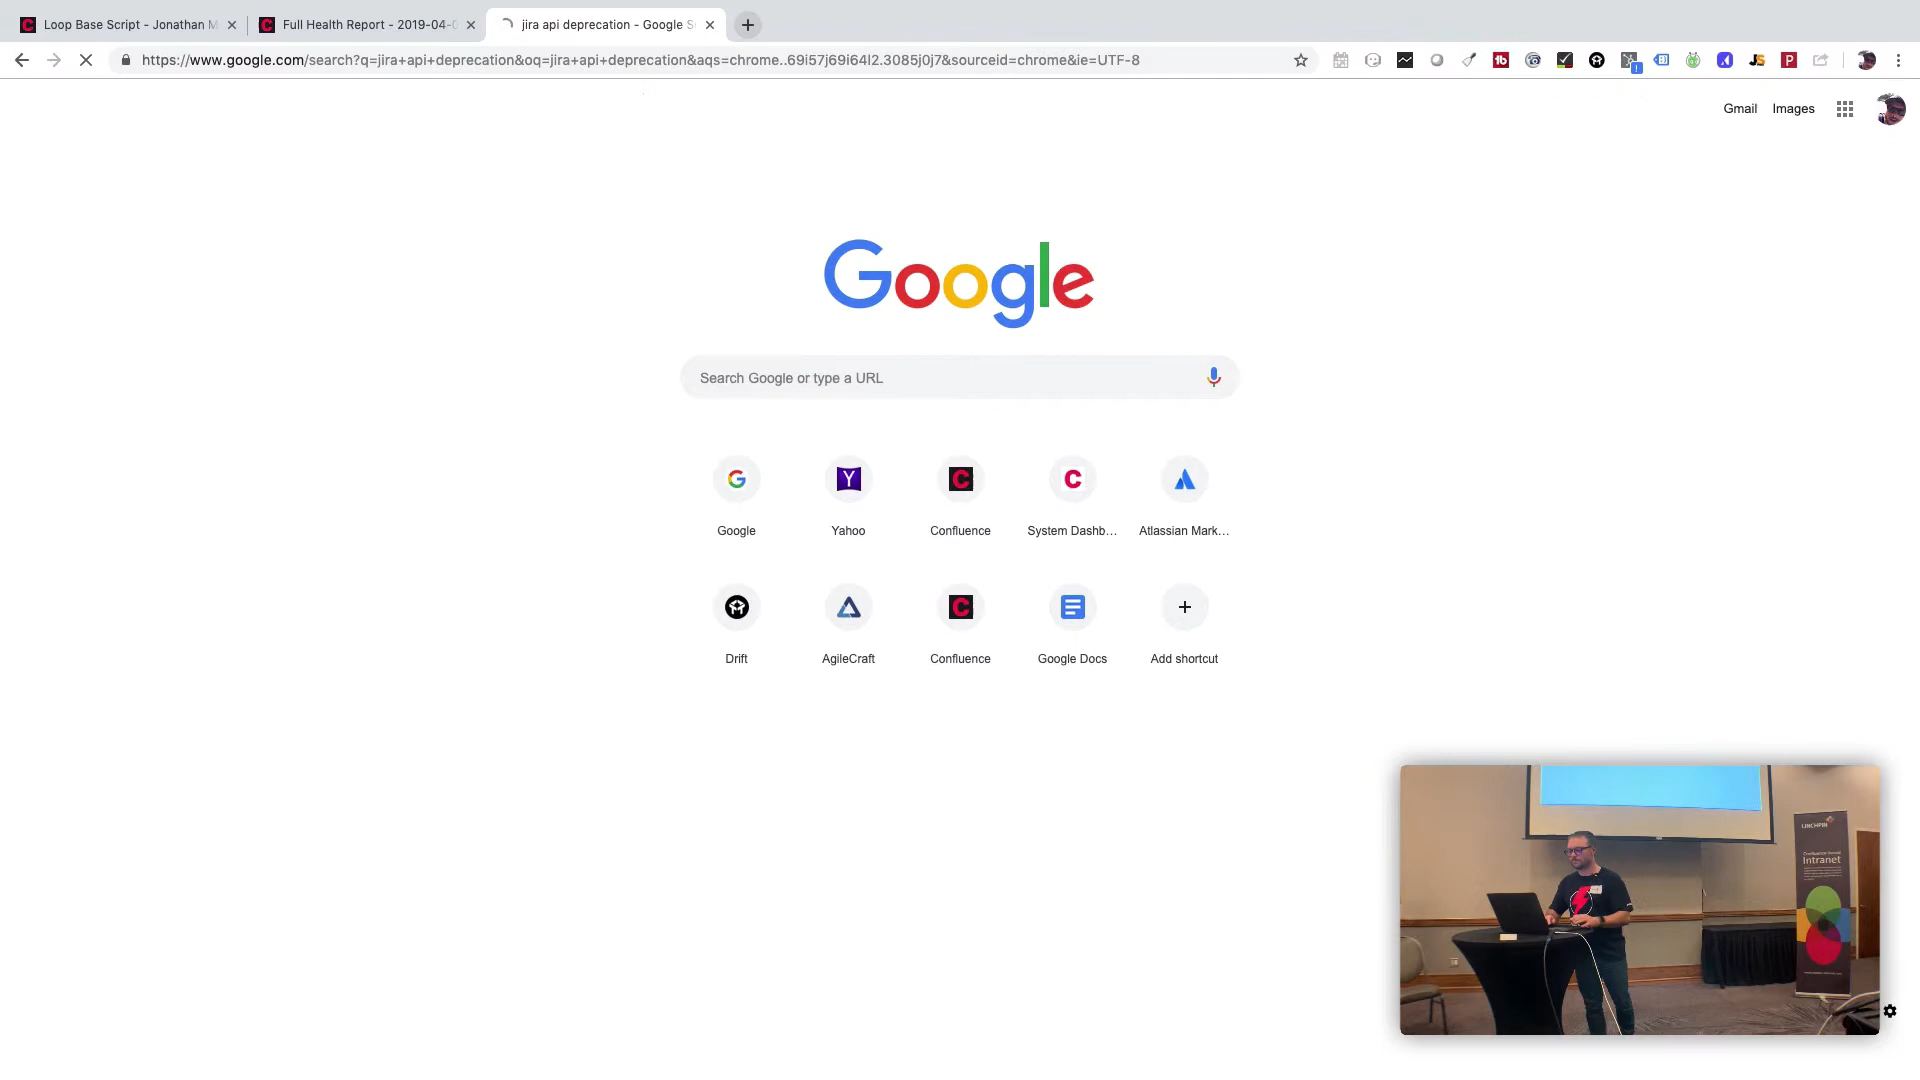 Loop Base Script - Jonathan M
Full Health Report - 2019-04-0
jira api deprecation - Google S
https://www.google.com/search?q=jira+api+deprecation&oq=jira+api+deprecation&aqs=chrome..69i57j69i64l2.3085j0j7&sourceid=chrome&ie=UTF-8
Gmail Images
Google
Search Google or type a URL
Google Yahoo Confluence System Dashb... Atlassian Mark...
Drift AgileCraft Confluence Google Docs Add shortcut
LINCHPIN
Intranet